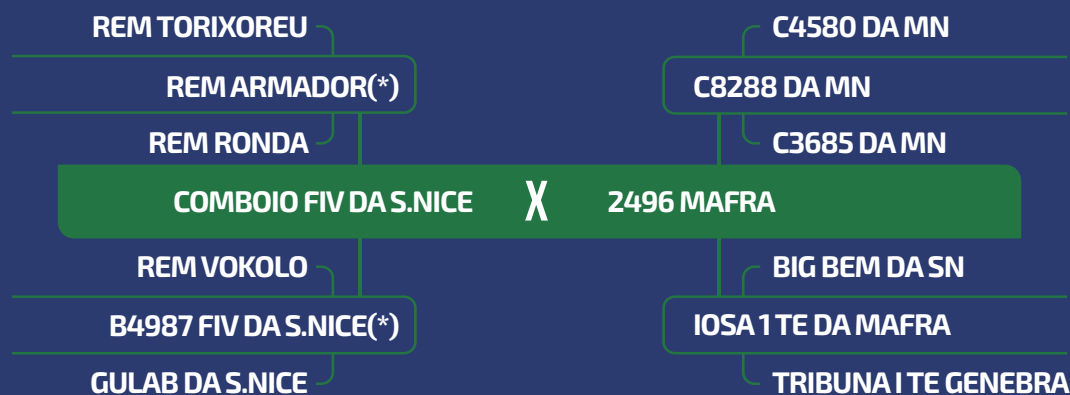 REM TORIXOREU
C4580 DA MN
REM ARMADOR(*)
C8288 DA MN
REM RONDA
C3685 DA MN
COMBOIO FIV DA S.NICE X 2496 MAFRA
REM VOKOLO
BIG BEM DA SN
B4987 FIV DA S.NICE(*)
IOSA 1 TE DA MAFRA
GULAB DA S.NICE
TRIBUNA I TE GENEBRA